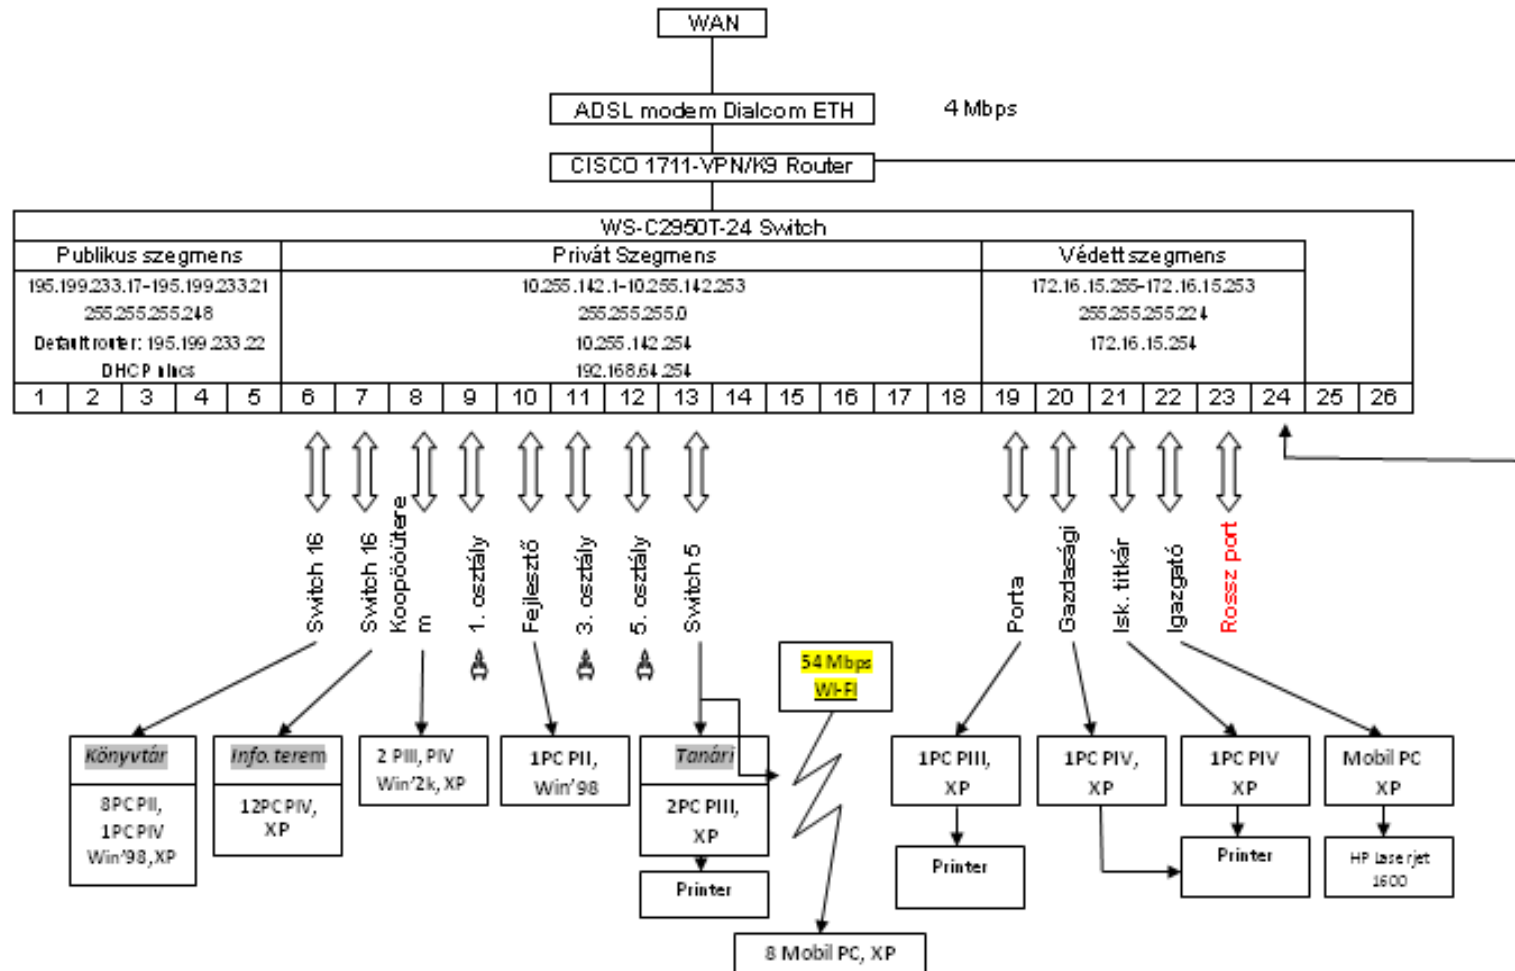 WAN
ADSL modem Dialcom ETH
4 Mbps
CISCO 1711-VPN/K9 Router
WS-C2950T-24 Switch
Publikus szegmens
Privát Szegmens
Védett szegmens
195.199.233.17-195.199.233.21
10.255.142.1-10.255.142.253
172.16.15.255-172.16.15.253
255.255.255.248
255.255.255.0
255.255.255.224
Default router: 195.199.233.22
10.255.142.254
172.16.15.254
DHCP nincs
192.168.64.254
1 2 3 4 5 6 7 8 9 10 11 12 13 14 15 16 17 18 19 20 21 22 23 24 25 26
Switch 16
Switch 16
Koopöoütere
m
1. osztály
Fejlesztő
3. osztály
5. osztály
Switch 5
Porta
Gazdasági
Isk. titkár
Igazgató
Rossz port
54 Mbps
WI-FI
Könyvtár
8PC PII,
1PC PIV
Win'98,XP
Info. terem
12PC PIV,
XP
2 PIII, PIV
Win'2k, XP
1PC PII,
Win'98
Tanári
2PC PIII,
XP
Printer
8 Mobil PC, XP
1PC PIII,
XP
Printer
1PC PIV,
XP
1PC PIV
XP
Printer
Mobil PC
XP
HP Laserjet
1600